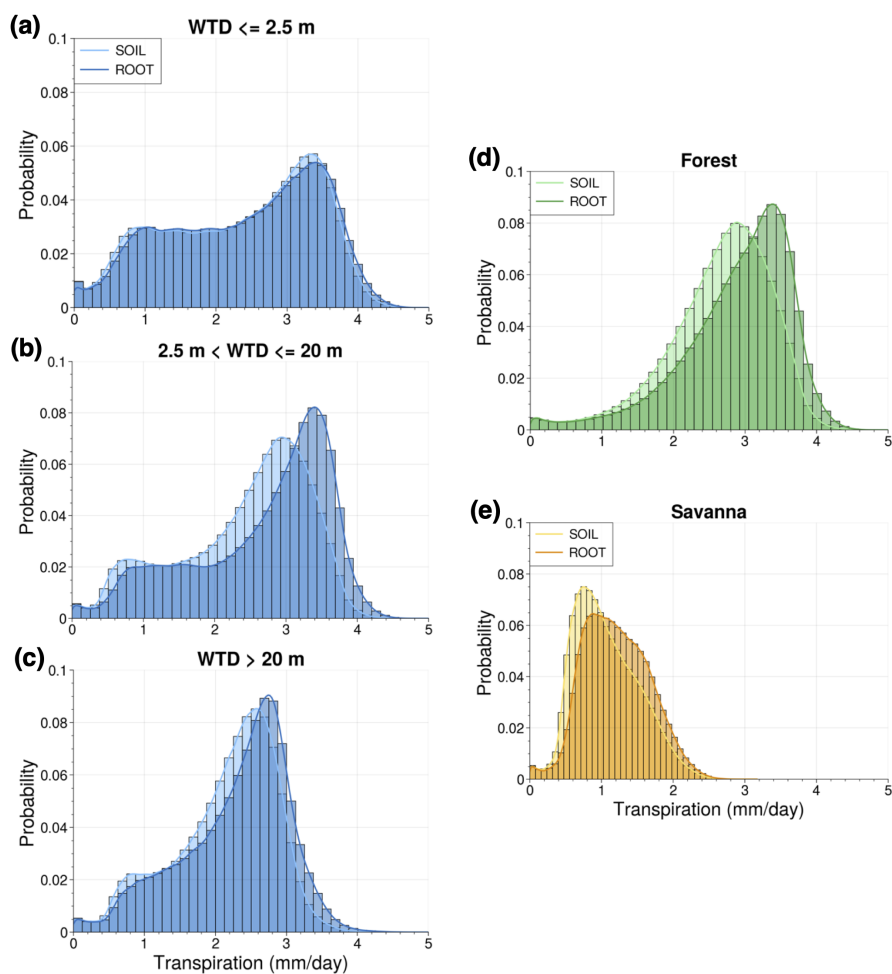 (a)
WTD <= 2.5 m
SOIL
ROOT
Probability
0.1
0.08
0.06
0.04
0.02
0
0 1 2 3 4 5
(b)
2.5 m < WTD <= 20 m
Probability
0.1
0.08
0.06
0.04
0.02
0
0 1 2 3 4 5
(c)
WTD > 20 m
Probability
0.1
0.08
0.06
0.04
0.02
0
0 1 2 3 4 5
Transpiration (mm/day)
(d)
Forest
SOIL
ROOT
Probability
0.1
0.08
0.06
0.04
0.02
0
0 1 2 3 4 5
(e)
Savanna
SOIL
ROOT
Probability
0.1
0.08
0.06
0.04
0.02
0
0 1 2 3 4 5
Transpiration (mm/day)